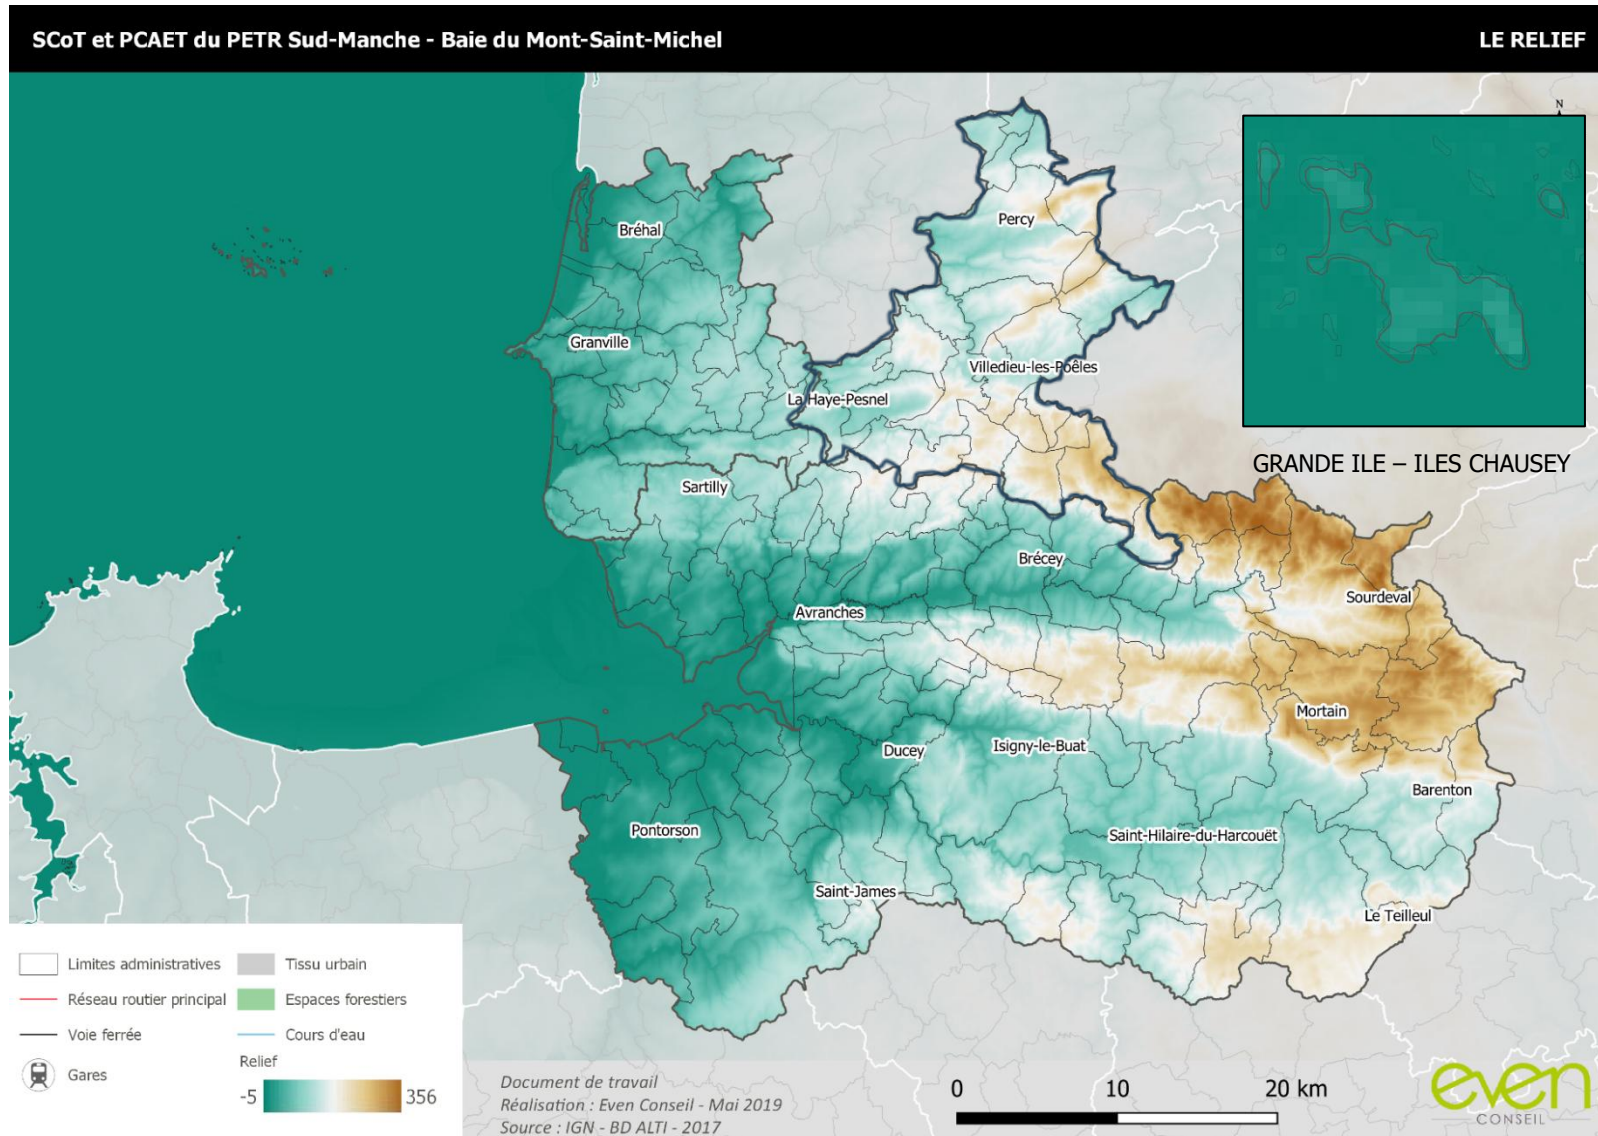 SCoT et PCAET du PETR Sud-Manche - Baie du Mont-Saint-Michel
LE RELIEF
N
Percy
Bréhal
Granville
Villedieu-les-Poêles
La Haye-Pesnel
GRANDE ILE – ILES CHAUSEY
Sartilly
Brécey
Sourdeval
Avranches
Mortain
Ducey
Isigny-le-Buat
Barenton
Pontorson
Saint-Hilaire-du-Harcouët
Saint-James
Le Teilleul
Limites administratives
Tissu urbain
Réseau routier principal
Espaces forestiers
Voie ferrée
Cours d'eau
Gares
Relief
-5
356
Document de travail
Réalisation : Even Conseil - Mai 2019
Source : IGN - BD ALTI - 2017
0 10 20 km
even
CONSEIL